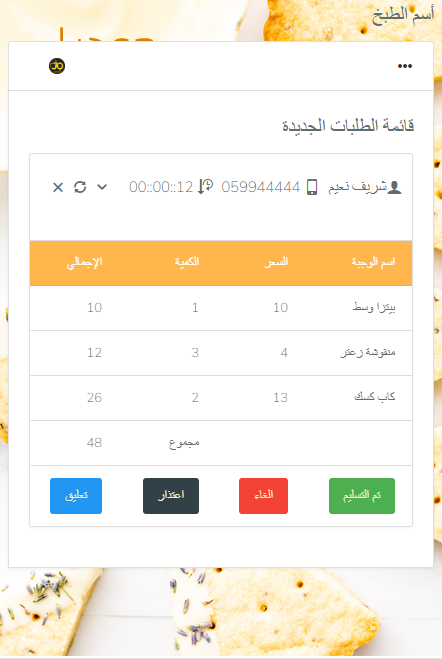 أسم الطبخ
قائمة الطلبات الجديدة
شريف نعيم 059944444 00::00::12
اسم الوجبة السعر الكمية الإجمالي
بيتزا وسط 10 1 10
منقوشة زعتر 4 3 12
كاب كسك 13 2 26
مجموع 48
تم التسليم الغاء اعتذار تعليق